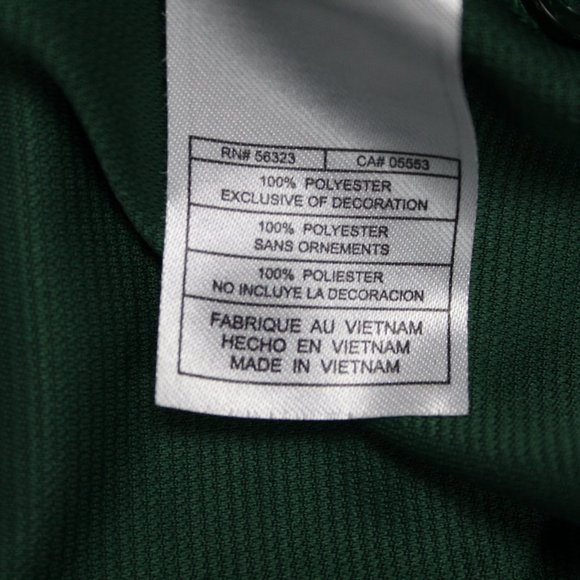 RN# 56323 CA# 05553
100% POLYESTER
EXCLUSIVE OF DECORATION
100% POLYESTER
SANS ORNEMENTS
100% POLIESTER
NO INCLUYE LA DECORACION
FABRIQUE AU VIETNAM
HECHO EN VIETNAM
MADE IN VIETNAM